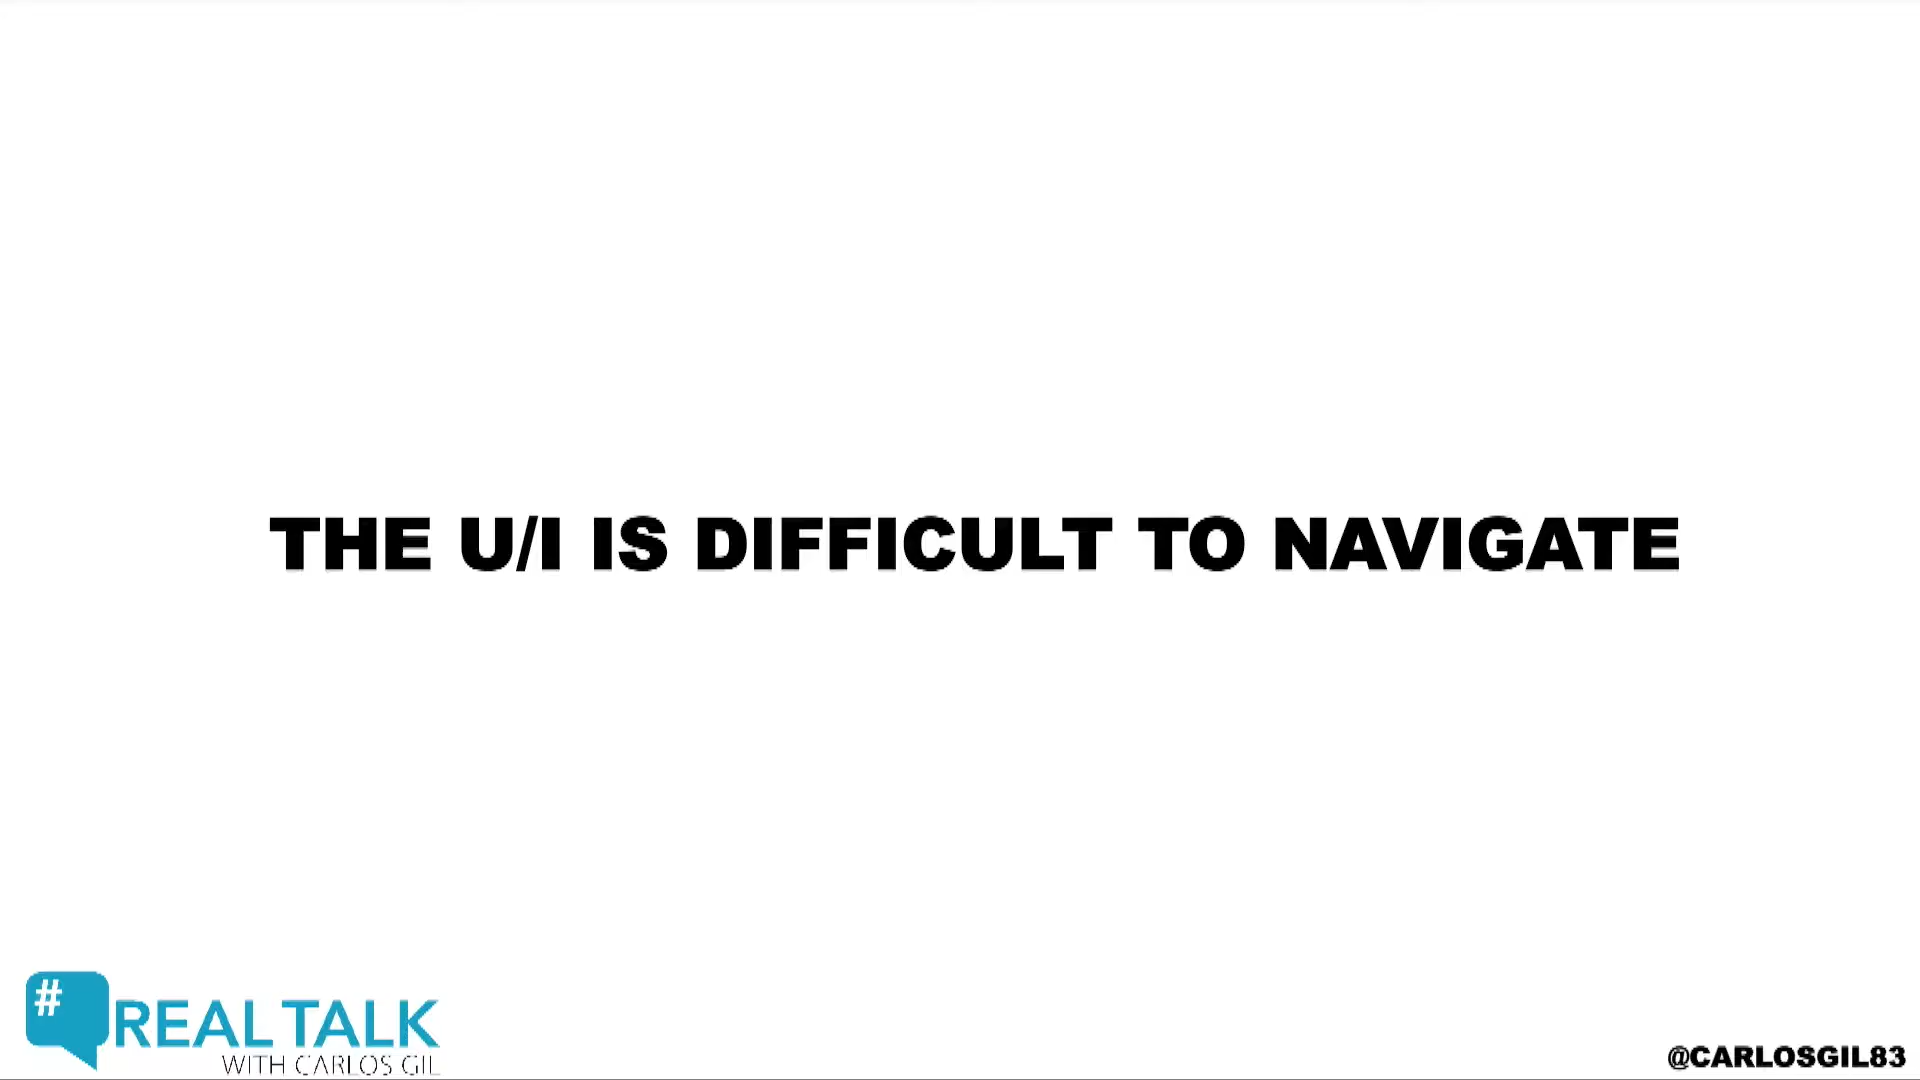 THE U/I IS DIFFICULT TO NAVIGATE
#
REAL TALK
WITH CARLOS GIL
@CARLOSGIL83